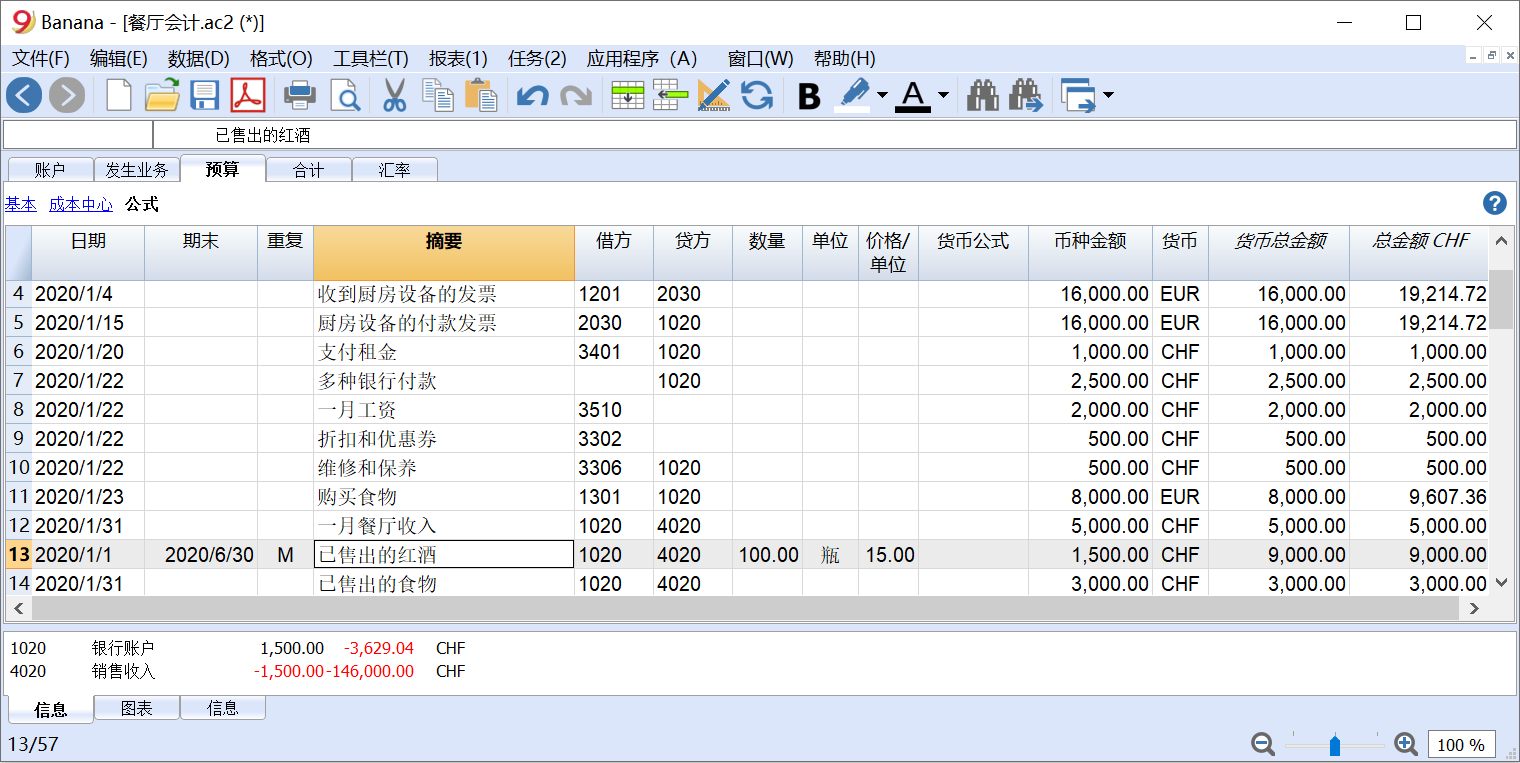 Banana - [餐厅会计.ac2 (*)]
文件(F) 编辑(E) 数据(D) 格式(O) 工具栏(T) 报表(1) 任务(2) 应用程序（A） 窗口(W) 帮助(H)
已售出的红酒
账户 发生业务 预算 合计 汇率
基本 成本中心 公式
日期 期末 重复 摘要 借方 贷方 数量 单位 价格/单位 货币公式 币种金额 货币 货币总金额 总金额 CHF
4 2020/1/4 收到厨房设备的发票 1201 2030 16,000.00 EUR 16,000.00 19,214.72
5 2020/1/15 厨房设备的付款发票 2030 1020 16,000.00 EUR 16,000.00 19,214.72
6 2020/1/20 支付租金 3401 1020 1,000.00 CHF 1,000.00 1,000.00
7 2020/1/22 多种银行付款 1020 2,500.00 CHF 2,500.00 2,500.00
8 2020/1/22 一月工资 3510 2,000.00 CHF 2,000.00 2,000.00
9 2020/1/22 折扣和优惠券 3302 500.00 CHF 500.00 500.00
10 2020/1/22 维修和保养 3306 1020 500.00 CHF 500.00 500.00
11 2020/1/23 购买食物 1301 1020 8,000.00 EUR 8,000.00 9,607.36
12 2020/1/31 一月餐厅收入 1020 4020 5,000.00 CHF 5,000.00 5,000.00
13 2020/1/1 2020/6/30 M 已售出的红酒 1020 4020 100.00 瓶 15.00 1,500.00 CHF 9,000.00 9,000.00
14 2020/1/31 已售出的食物 1020 4020 3,000.00 CHF 3,000.00 3,000.00
1020 银行账户 1,500.00 -3,629.04 CHF
4020 销售收入 -1,500.00 -146,000.00 CHF
信息 图表 信息
13/57 100 %